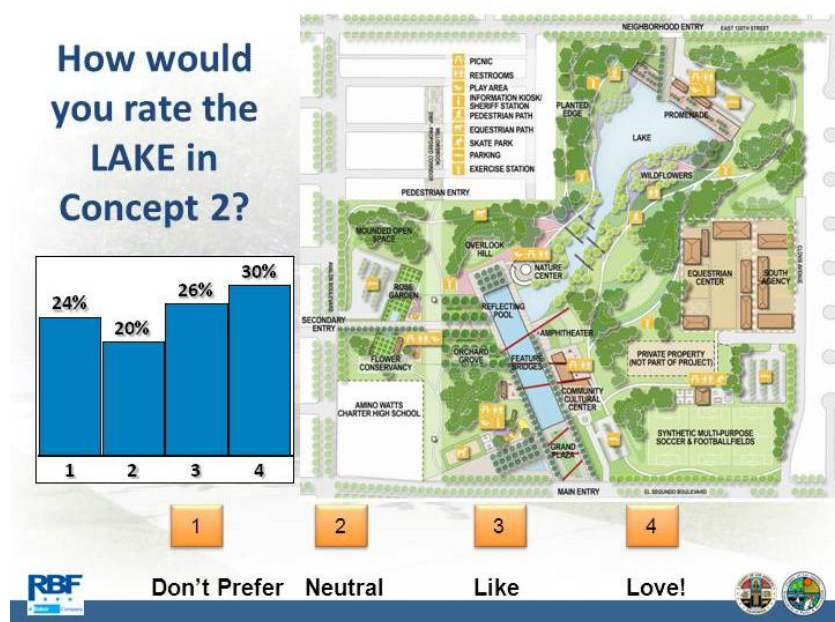 How would
you rate the
LAKE in
Concept 2?
24%
20%
26%
30%
1
2
3
4
NEIGHBORHOOD ENTRY
EAST 120TH STREET
PICNIC
RESTROOMS
PLAY AREA
INFORMATION KIOSK/
SHERIFF STATION
PEDESTRIAN PATH
EQUESTRIAN PATH
SKATE PARK
PARKING
EXERCISE STATION
PLANTED
EDGE
LAKE
PROMENADE
WILDFLOWERS
PEDESTRIAN ENTRY
MOUNDED OPEN
SPACE
OVERLOOK
HILL
NATURE
CENTER
EQUESTRIAN
CENTER
SOUTH
AGENCY
AVALON BOULEVARD
ROSE
GARDEN
REFLECTING
POOL
SECONDARY
ENTRY
AMPHITHEATER
FLOWER
CONSERVANCY
ORCHARD
GROVE
FEATURE
BRIDGES
PRIVATE PROPERTY
(NOT PART OF PROJECT)
AMINO WATTS
CHARTER HIGH SCHOOL
COMMUNITY
CULTURAL
CENTER
SYNTHETIC MULTI-PURPOSE
SOCCER & FOOTBALLFIELDS
GRAND
PLAZA
MAIN ENTRY
EL SEGUNDO BOULEVARD
1
2
3
4
Don't Prefer
Neutral
Like
Love!
RBF